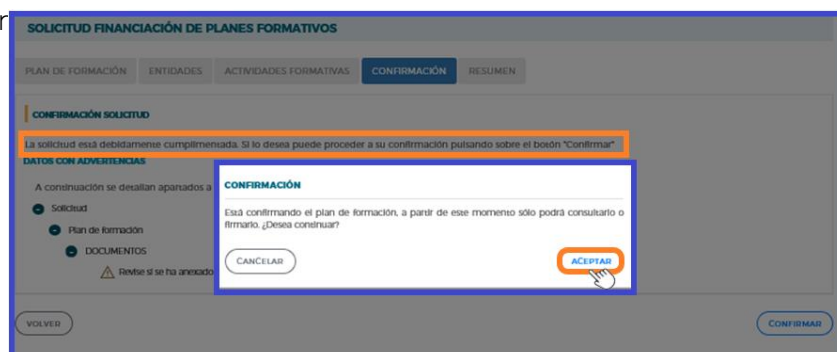 r
SOLICITUD FINANCIACIÓN DE PLANES FORMATIVOS
PLAN DE FORMACIÓN ENTIDADES ACTIVIDADES FORMATIVAS CONFIRMACIÓN RESUMEN
CONFIRMACIÓN SOLICITUD
La solicitud está debidamente cumplimentada. Si lo desea puede proceder a su confirmación pulsando sobre el botón "Confirmar"
DATOS CON ADVERTENCIAS
A continuación se detallan apartados a
Solicitud
Plan de formación
DOCUMENTOS
Revise si se ha anexado
CONFIRMACIÓN
Está confirmando el plan de formación, a partir de este momento sólo podrá consultarlo o
firmarlo. ¿Desea continuar?
CANCELAR ACEPTAR
VOLVER CONFIRMAR